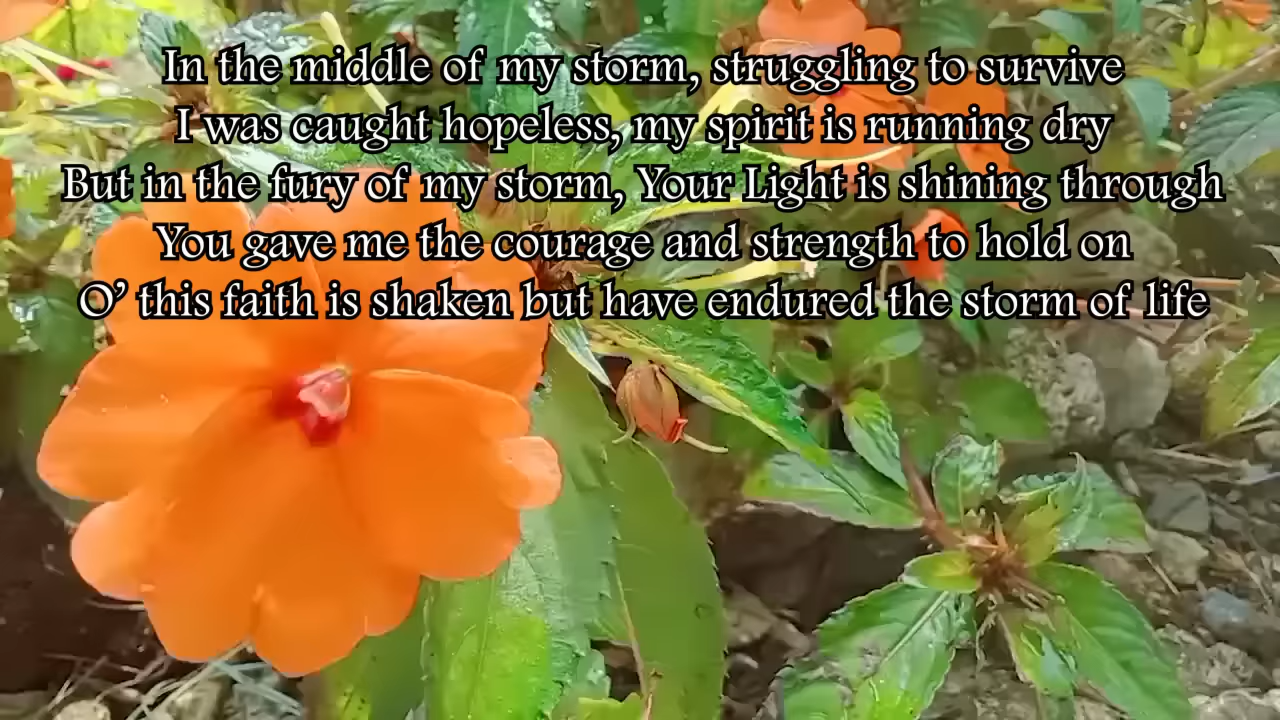 In the middle of my storm, struggling to survive
I was caught hopeless, my spirit is running dry
But in the fury of my storm, Your Light is shining through
You gave me the courage and strength to hold on
O’ this faith is shaken but have endured the storm of life